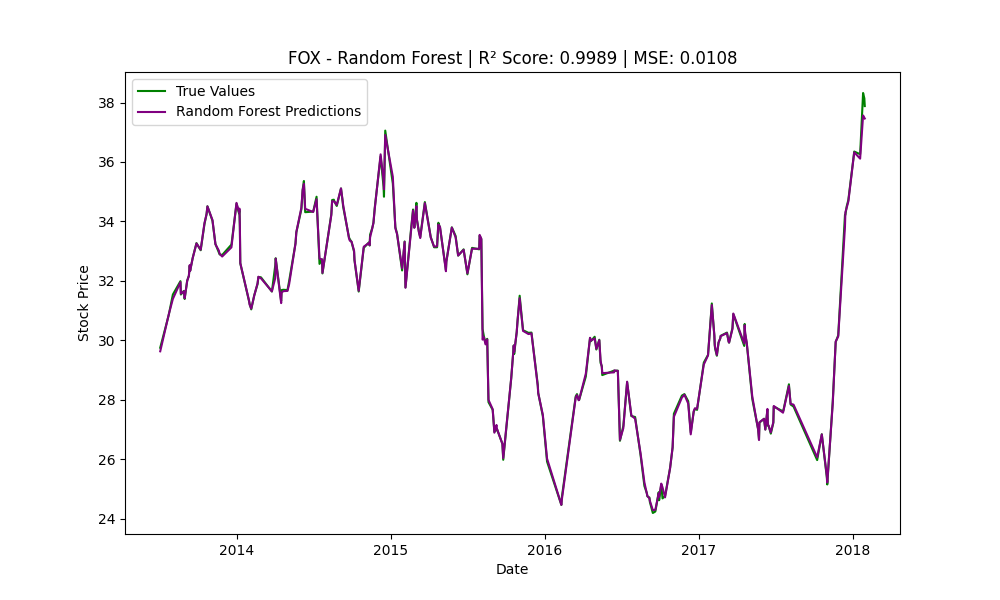 FOX - Random Forest | R² Score: 0.9989 | MSE: 0.0108
True Values
Random Forest Predictions
Stock Price
38
36
34
32
30
28
26
24
2014 2015 2016 2017 2018
Date